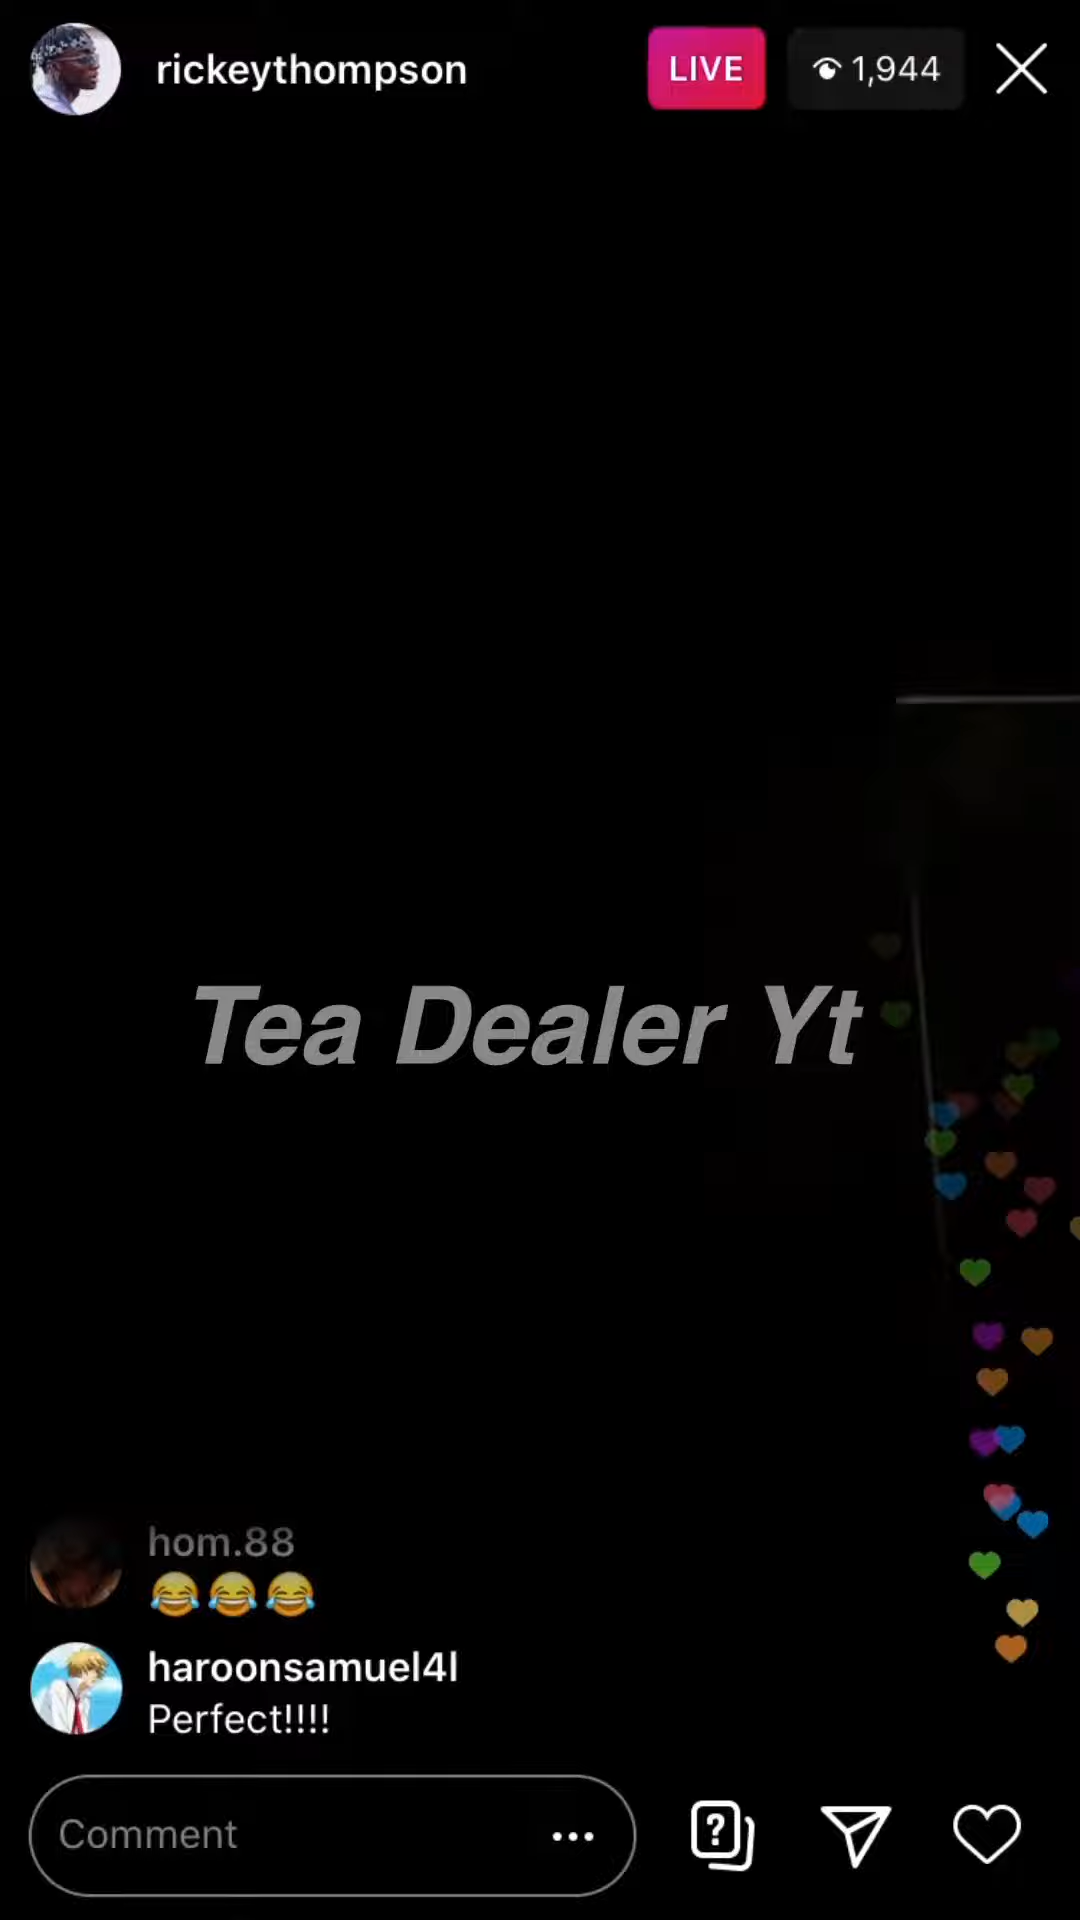 rickeythompson
LIVE
1,944
Tea Dealer Yt
hom.88
😂😂😂
haroonsamuel4l
Perfect!!!!
Comment